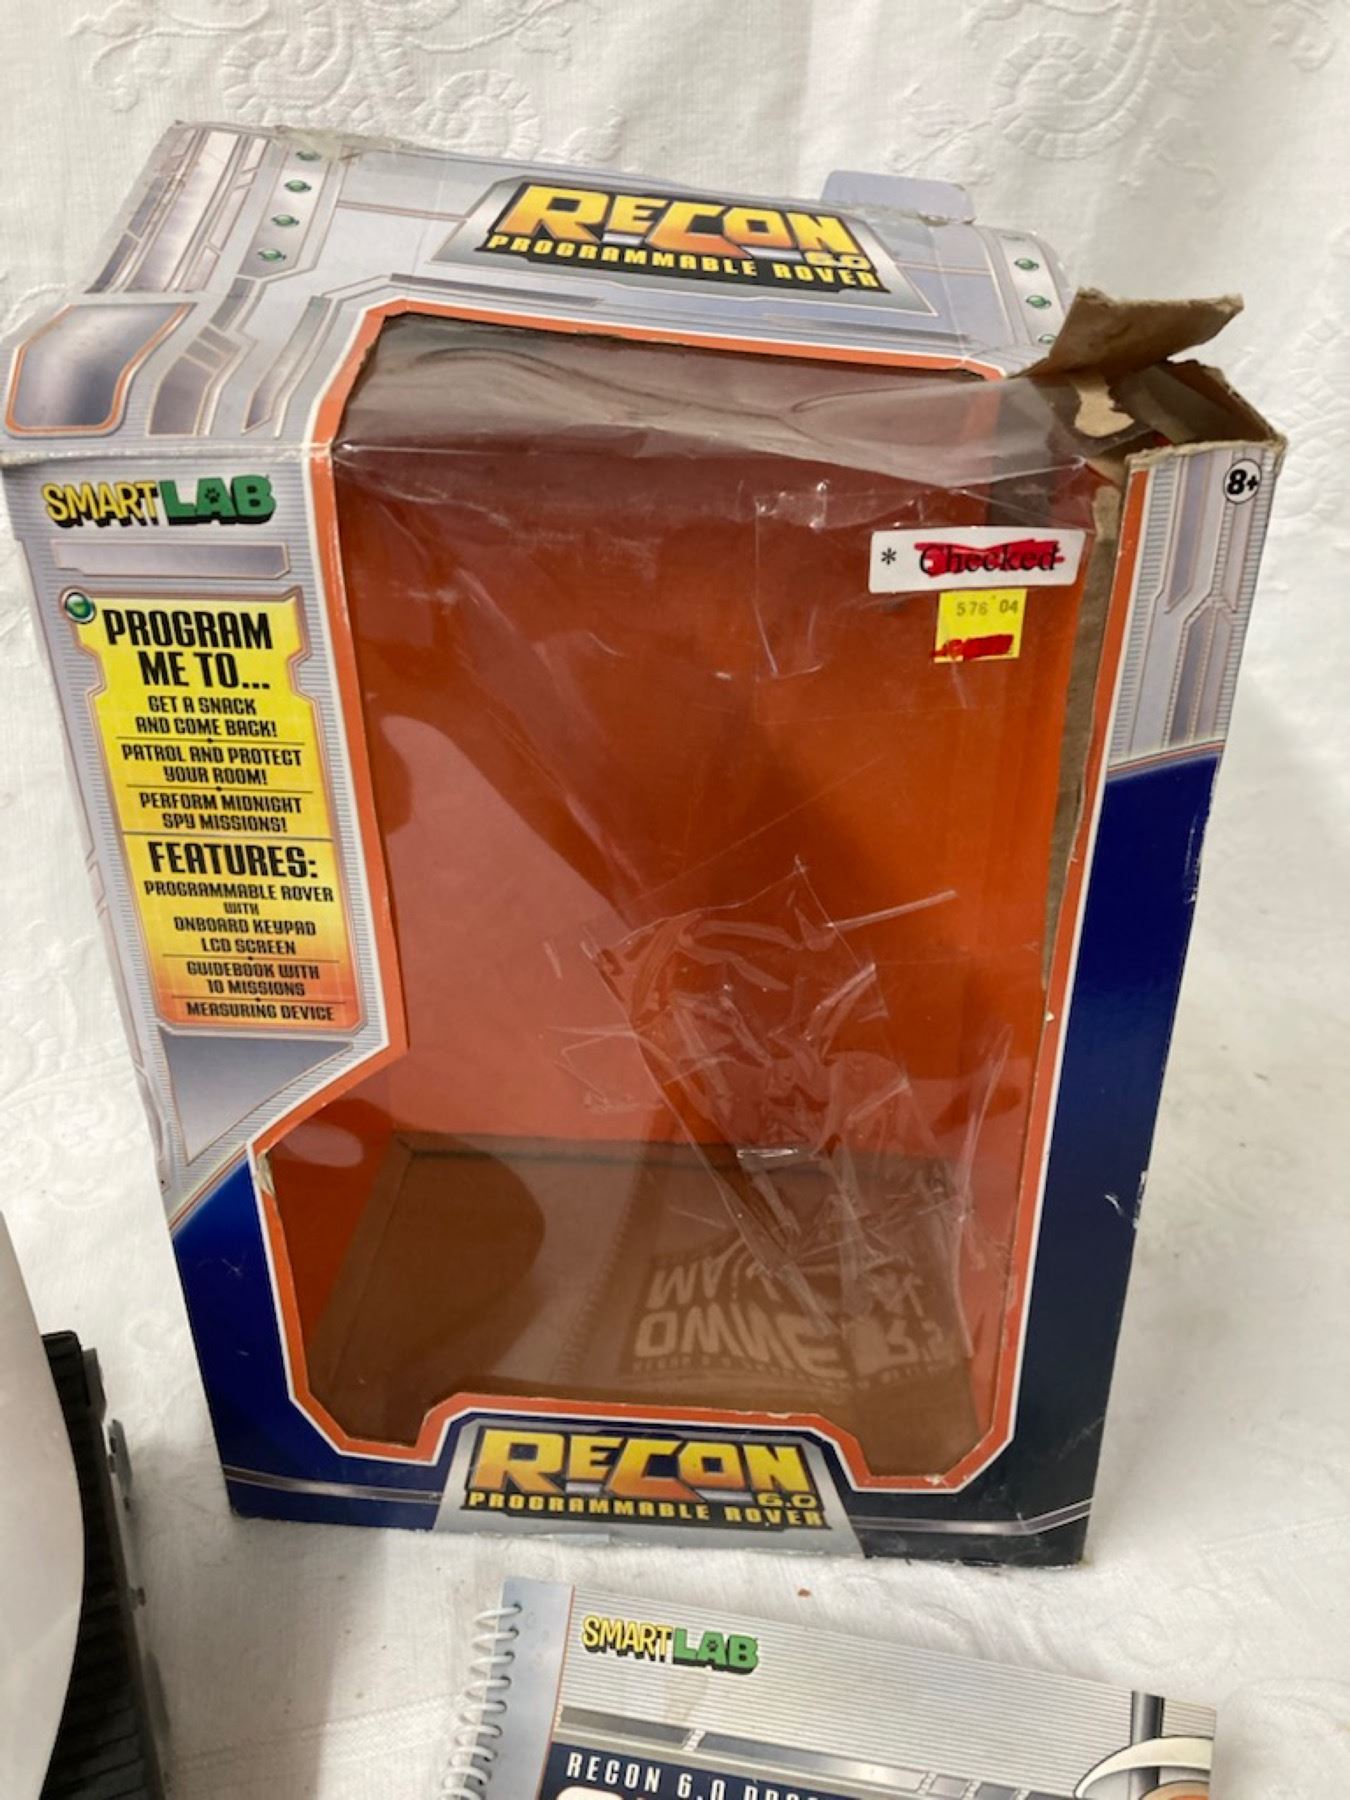 RECON
6.0
PROGRAMMABLE ROVER
SMARTLAB
8+
* Checked
576 04
PROGRAM
ME TO...
GET A SNACK
AND COME BACK!
PATROL AND PROTECT
YOUR ROOM!
PERFORM MIDNIGHT
SPY MISSIONS!
FEATURES:
PROGRAMMABLE ROVER
WITH
ONBOARD KEYPAD
LCD SCREEN
GUIDEBOOK WITH
10 MISSIONS
MEASURING DEVICE
RECON
6.0
PROGRAMMABLE ROVER
SMARTLAB
RECON 6.0